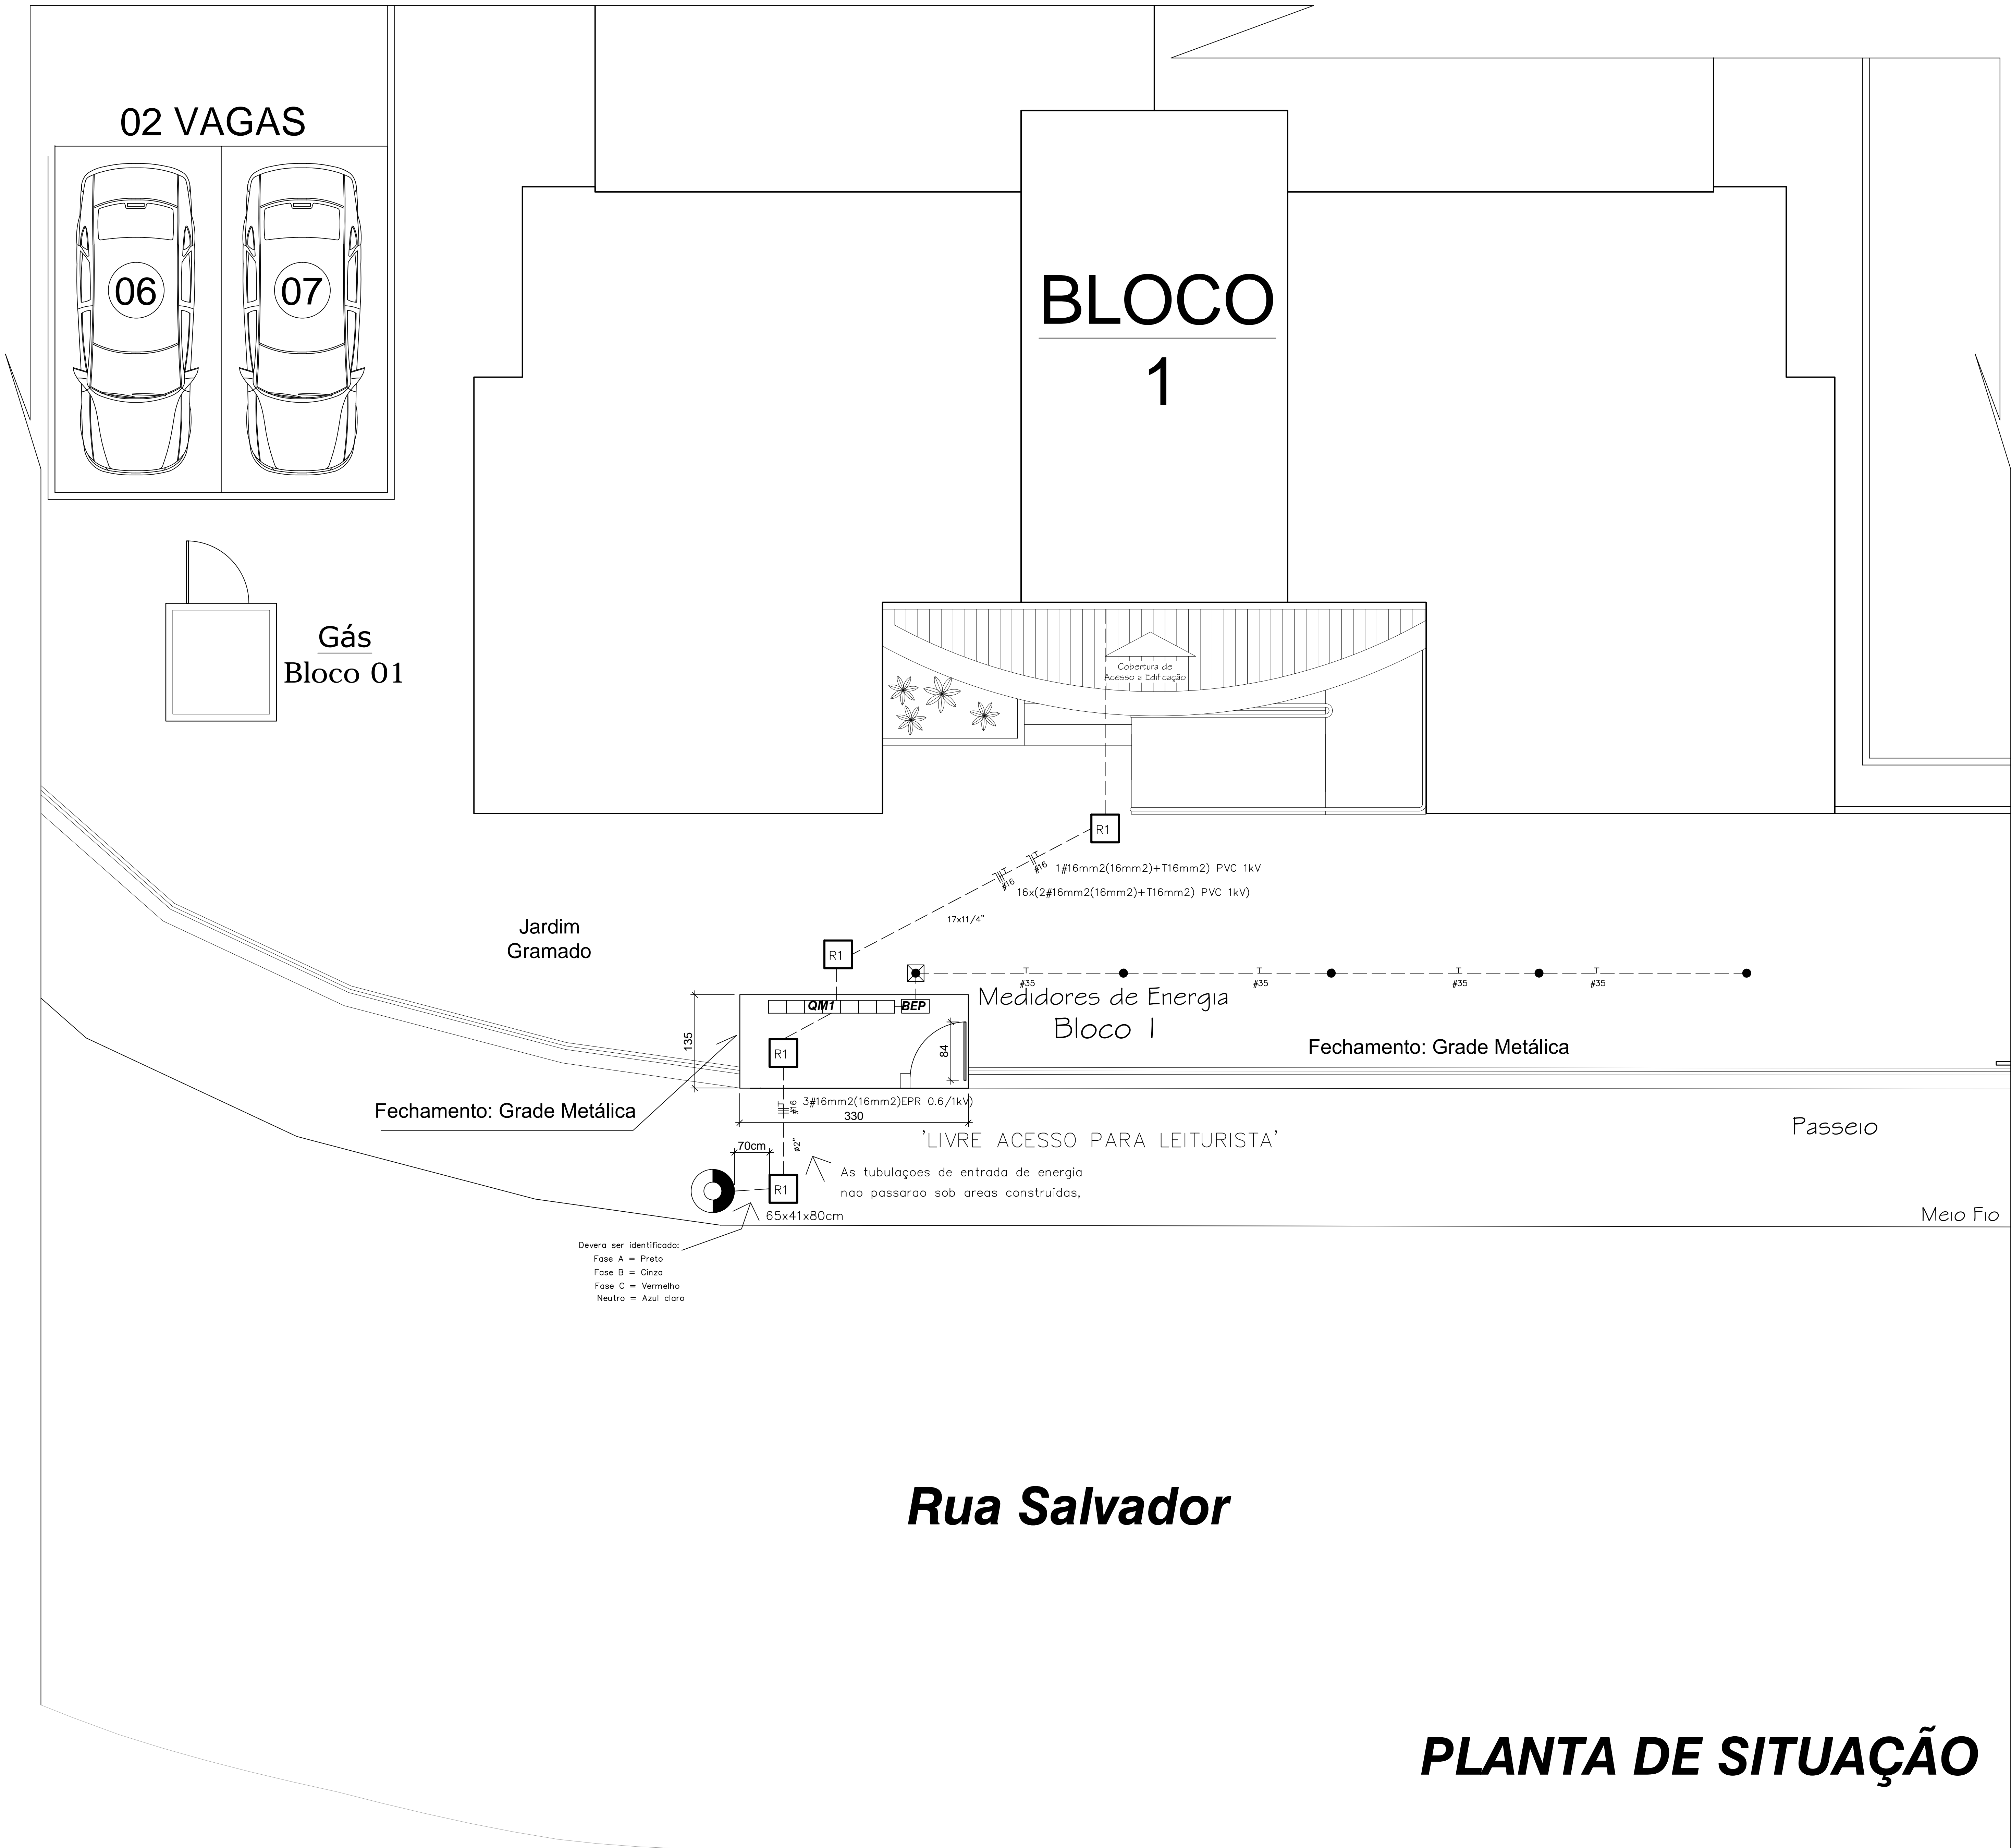 02 VAGAS
06
07
BLOCO
1
Gás
Bloco 01
Cobertura de
Acesso a Edificação
R1
#16
1#16mm2(16mm2)+T16mm2) PVC 1kV
#16
16x(2#16mm2(16mm2)+T16mm2) PVC 1kV)
17x11/4"
Jardim
Gramado
R1
#35
#35
#35
#35
Medidores de Energia
Bloco 1
QM1
BEP
135
R1
84
Fechamento: Grade Metálica
Fechamento: Grade Metálica
#16
3#16mm2(16mm2)EPR 0.6/1kV)
330
Passeio
'LIVRE ACESSO PARA LEITURISTA'
70cm
ø2"
As tubulaçoes de entrada de energia
nao passarao sob areas construidas,
R1
65x41x80cm
Meio Fio
Devera ser identificado:
Fase A = Preto
Fase B = Cinza
Fase C = Vermelho
Neutro = Azul claro
Rua Salvador
PLANTA DE SITUAÇÃO